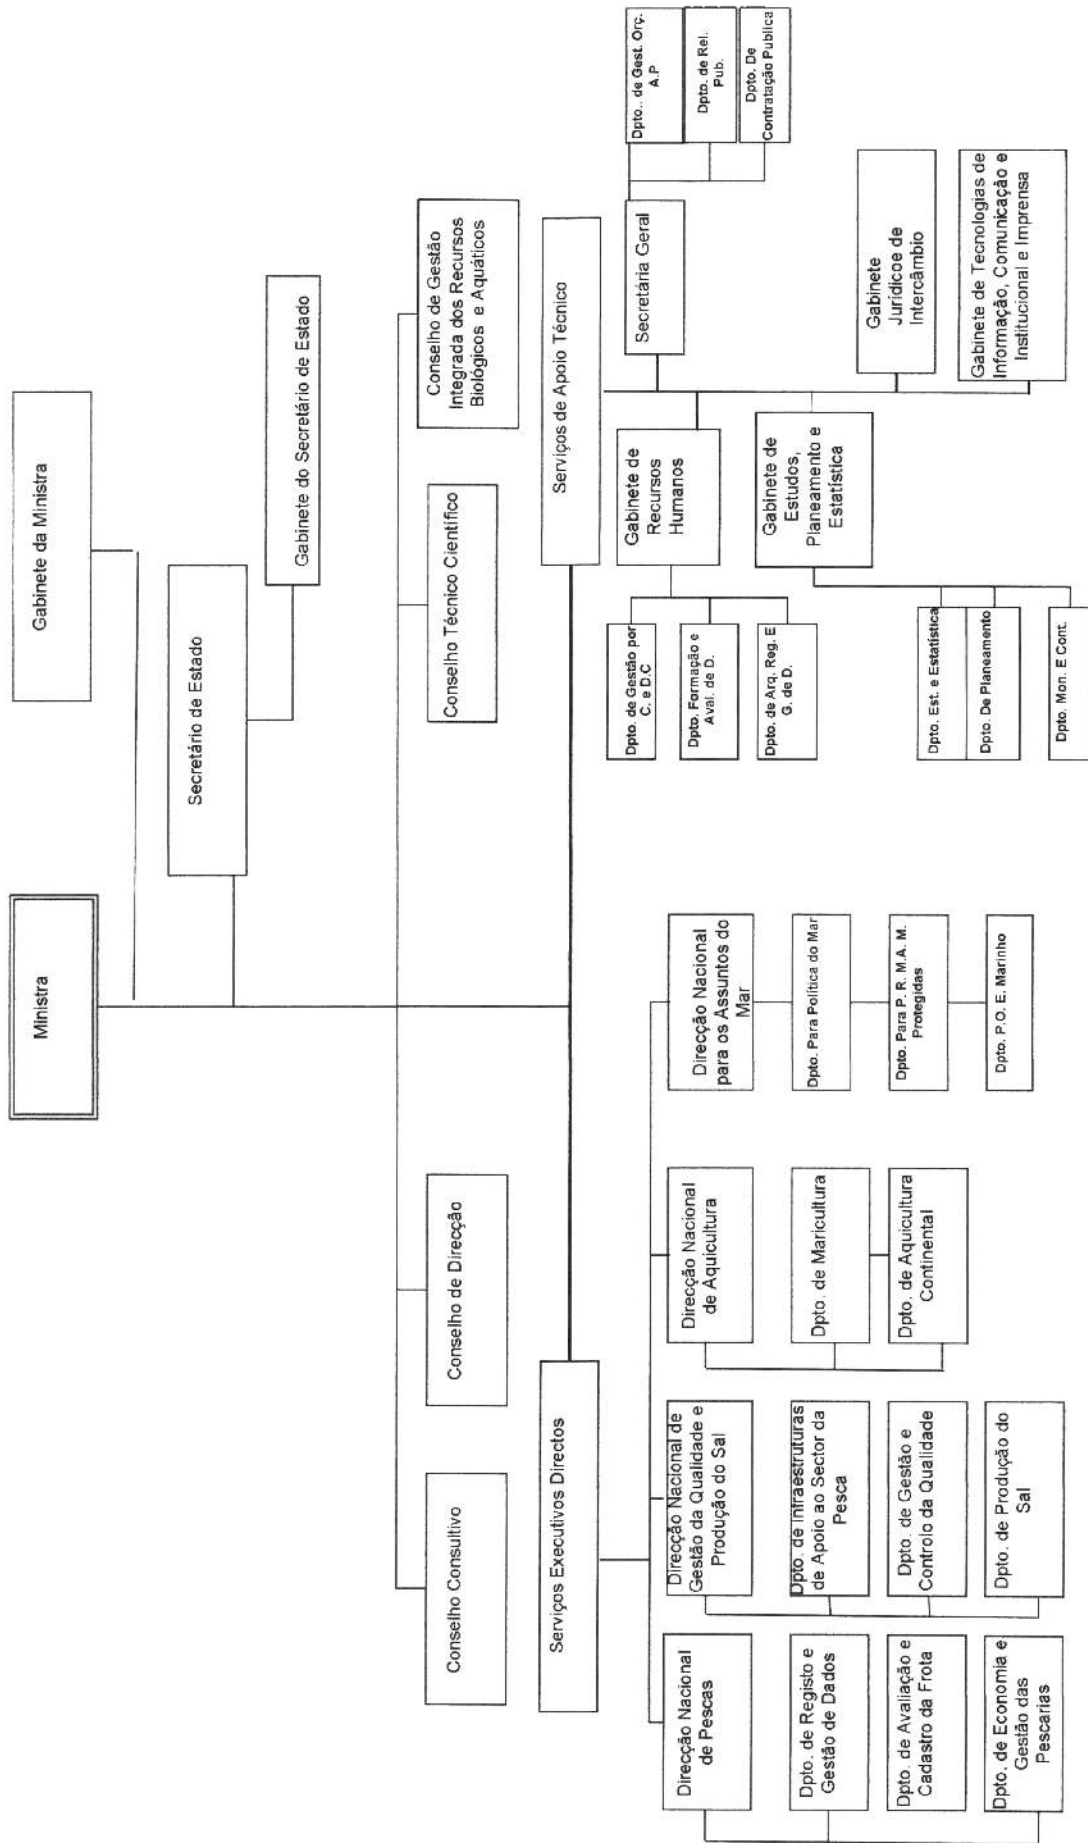 Ministra
Gabinete da Ministra
Secretário de Estado
Gabinete do Secretário de Estado
Conselho Consultivo
Conselho de Direcção
Conselho Técnico Científico
Conselho de Gestão
Integrada dos Recursos
Biológicos e Aquáticos
Serviços Executivos Directos
Serviços de Apoio Técnico
Direcção Nacional
de Pescas
Dpto. de Registo e
Gestão de Dados
Dpto. de Avaliação e
Cadastro da Frota
Dpto. de Economia e
Gestão das
Pescarias
Direcção Nacional de
Gestão da Qualidade e
Produção do Sal
Dpto. de Infraestruturas
de Apoio ao Sector da
Pesca
Dpto. de Gestão e
Controlo da Qualidade
Dpto. de Produção do
Sal
Direcção Nacional
de Aquicultura
Dpto. de Maricultura
Dpto. de Aquicultura
Continental
Direcção Nacional
para os Assuntos do
Mar
Dpto. Para Política do Mar
Dpto. Para P. R. M.A. M.
Protegidas
Dpto. P.O. E. Marinho
Gabinete de
Recursos
Humanos
Dpto. de Gestão por
C. e D.C
Dpto. Formação e
Aval. de D.
Dpto. de Arq. Reg. E
G. de D.
Secretária Geral
Dpto.. de Gest. Orç.
A.P
Dpto. de Rel.
Pub.
Dpto. De
Contratação Publica
Gabinete de
Estudos,
Planeamento e
Estatística
Dpto. Est. e Estatística
Dpto. De Planeamento
Dpto. Mon. E Cont.
Gabinete
Jurídicoe de
Intercâmbio
Gabinete de Tecnologias de
Informação, Comunicação e
Institucional e Imprensa